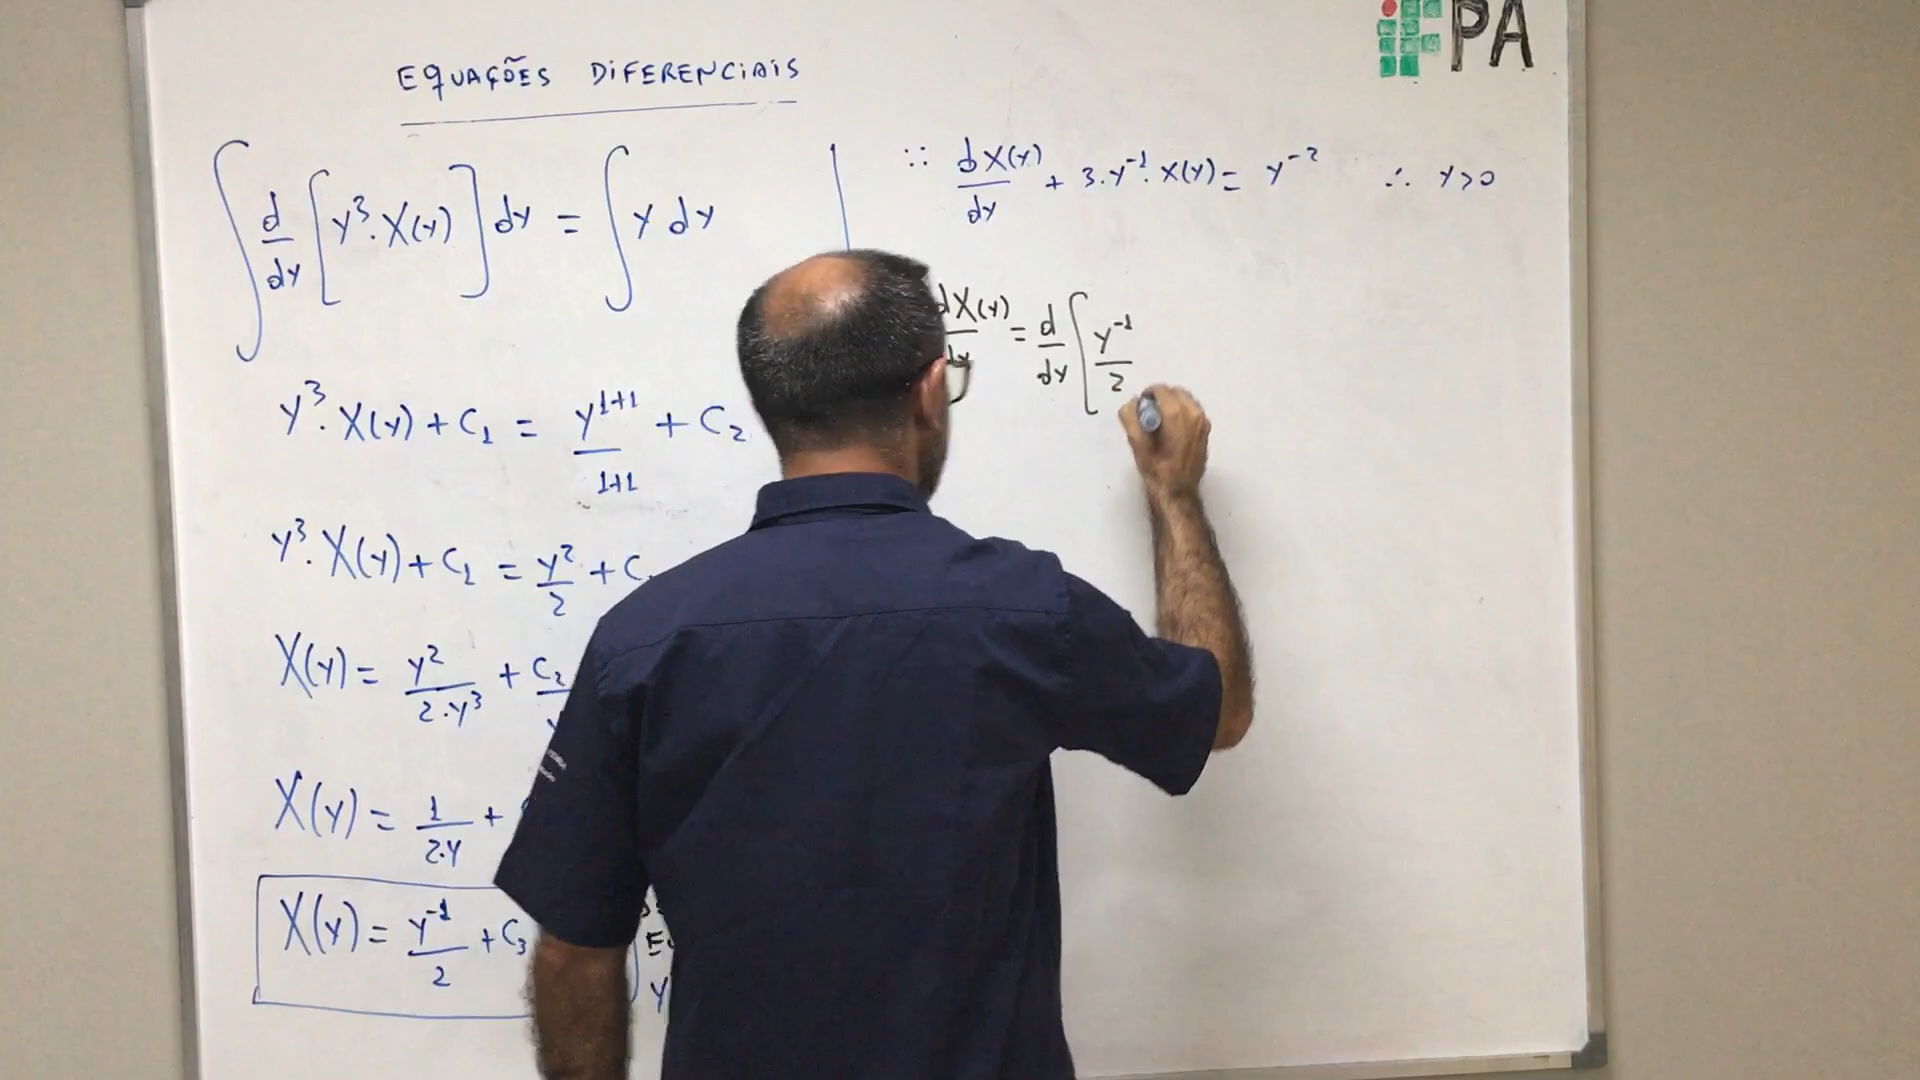 EQUAÇÕES DIFERENCIAIS
∫ d/dy [y³·X(y)] dy = ∫ y dy
y³·X(y) + C₁ = y¹⁺¹/1+1 + C₂
y³·X(y) + C₁ = y²/2 + C
X(y) = y²/2·y³ + C₂
X(y) = 1/2·y +
X(y) = y⁻¹/2 + C₃
y
iFPA
∵ dX(y)/dy + 3·y⁻¹·X(y) = y⁻² ∴ y>0
dX(y)/dy = d/dy [y⁻¹/2